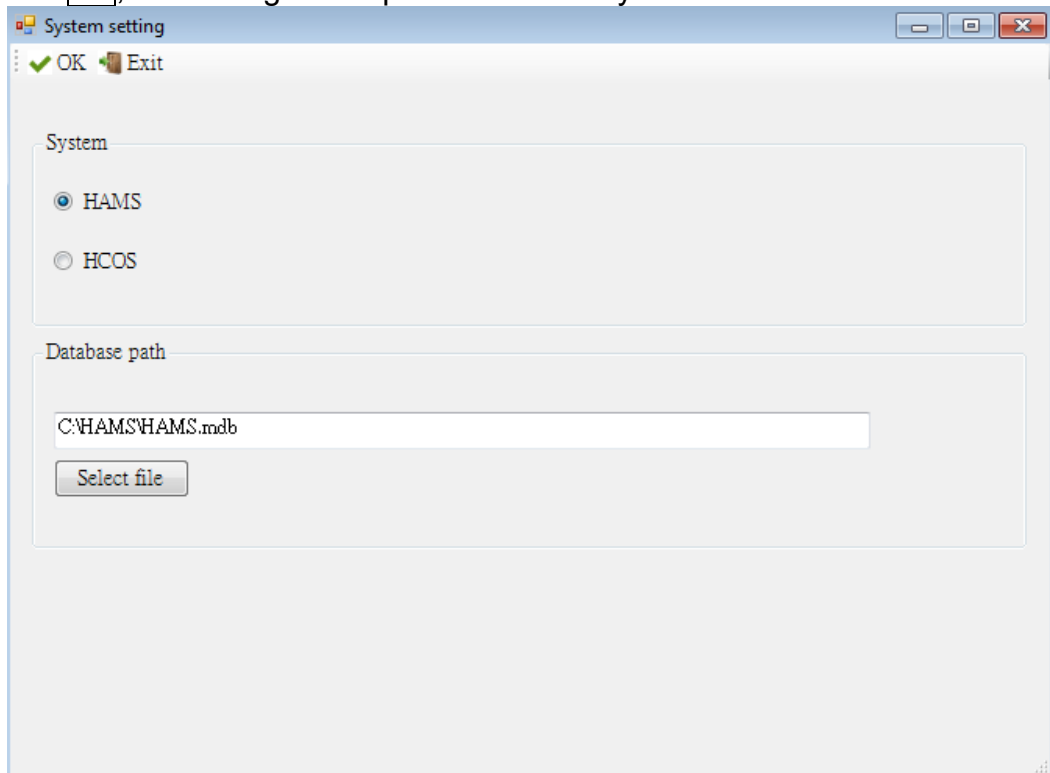 System setting
OK Exit
System
HAMS
HCOS
Database path
C:\HAMS\HAMS.mdb
Select file